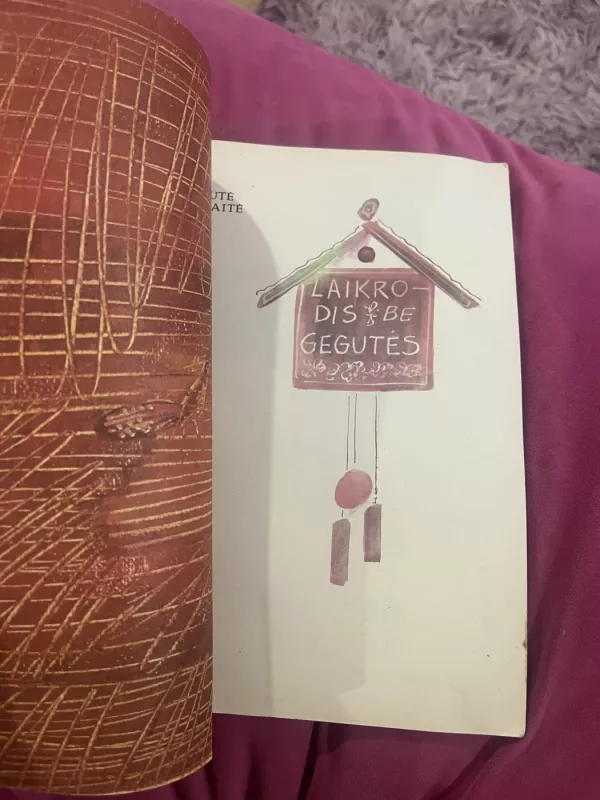 UTĖ
AITĖ
LAIKRO-
DIS BE
GEGUTĖS